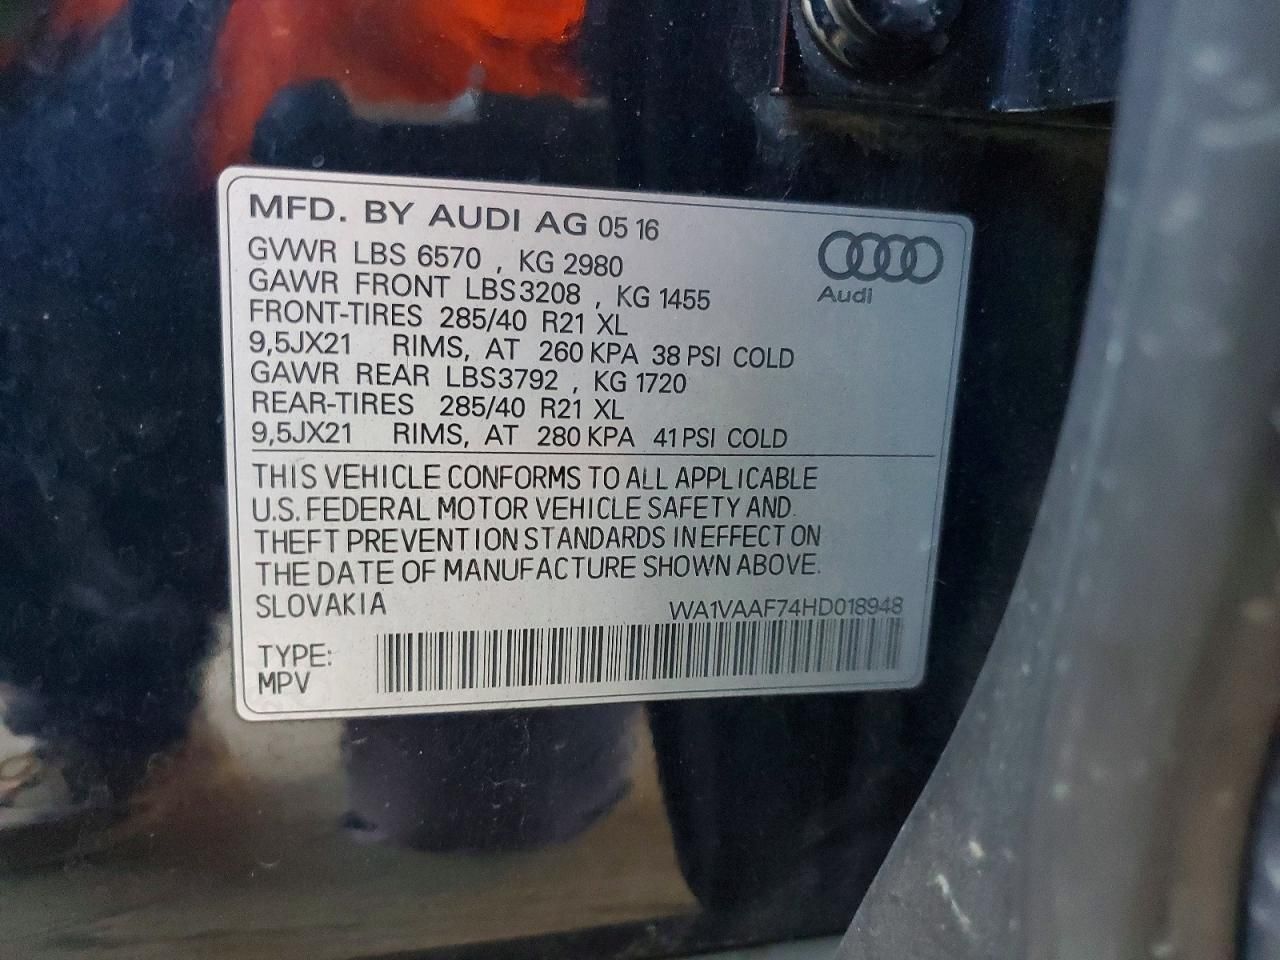 MFD. BY AUDI AG 05 16
GVWR LBS 6570 , KG 2980
GAWR FRONT LBS3208 , KG 1455
FRONT-TIRES 285/40 R21 XL
9,5JX21 RIMS, AT 260 KPA 38 PSI COLD
GAWR REAR LBS3792 , KG 1720
REAR-TIRES 285/40 R21 XL
9,5JX21 RIMS, AT 280 KPA 41 PSI COLD
Audi
THIS VEHICLE CONFORMS TO ALL APPLICABLE
U.S. FEDERAL MOTOR VEHICLE SAFETY AND
THEFT PREVENTION STANDARDS IN EFFECT ON
THE DATE OF MANUFACTURE SHOWN ABOVE.
SLOVAKIA WA1VAAF74HD018948
TYPE:
MPV